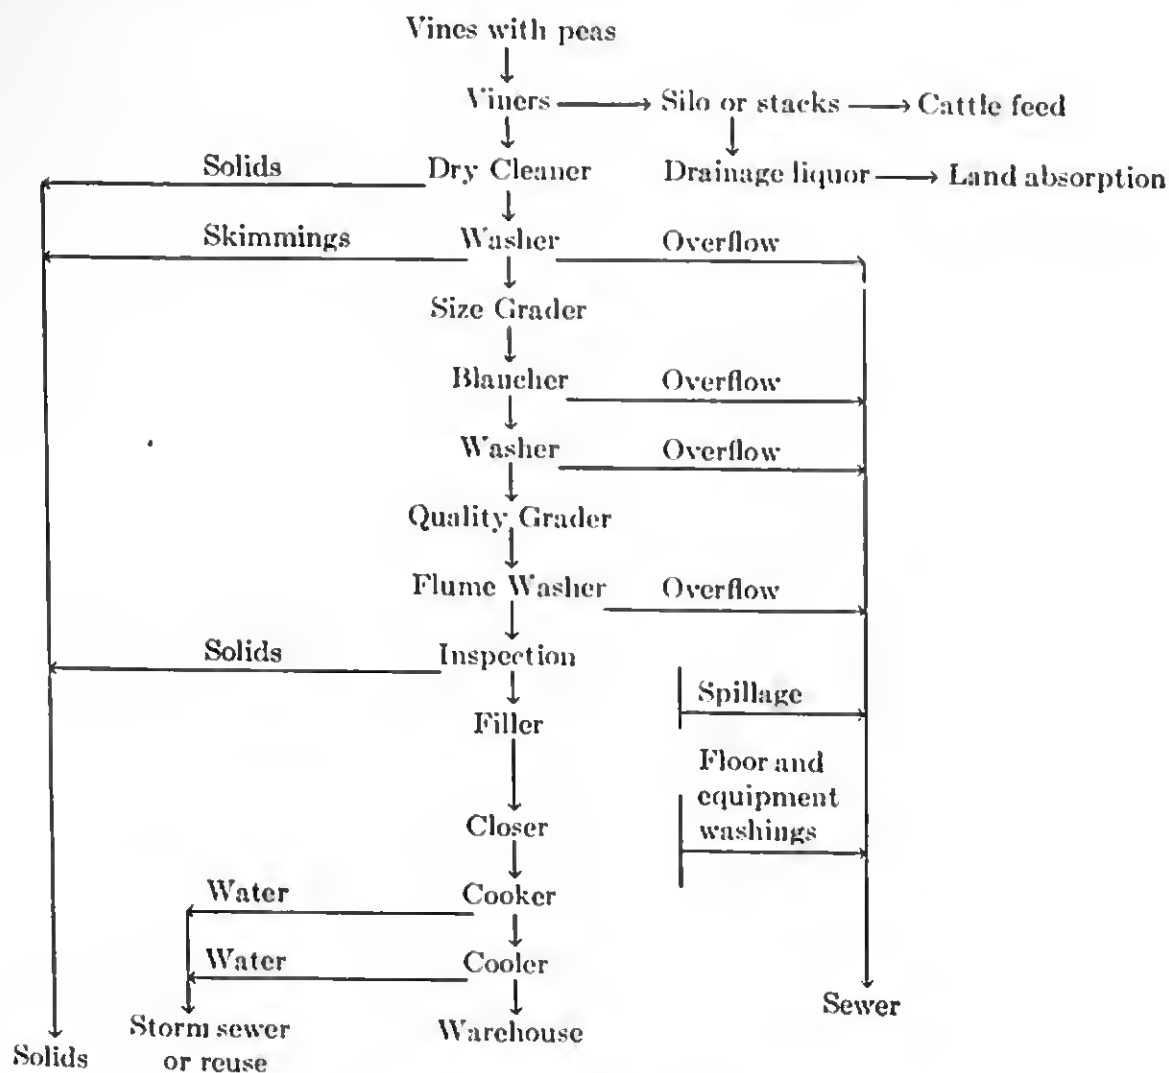 Vines with peas
Viners Silo or stacks Cattle feed
Solids Dry Cleaner Drainage liquor Land absorption
Skimmings Washer Overflow
Size Grader
Blancher Overflow
Washer Overflow
Quality Grader
Flume Washer Overflow
Solids Inspection
Spillage
Filler
Floor and
equipment
washings
Closer
Water Cooker
Water Cooler
Sewer
Storm sewer
or reuse
Warehouse
Solids